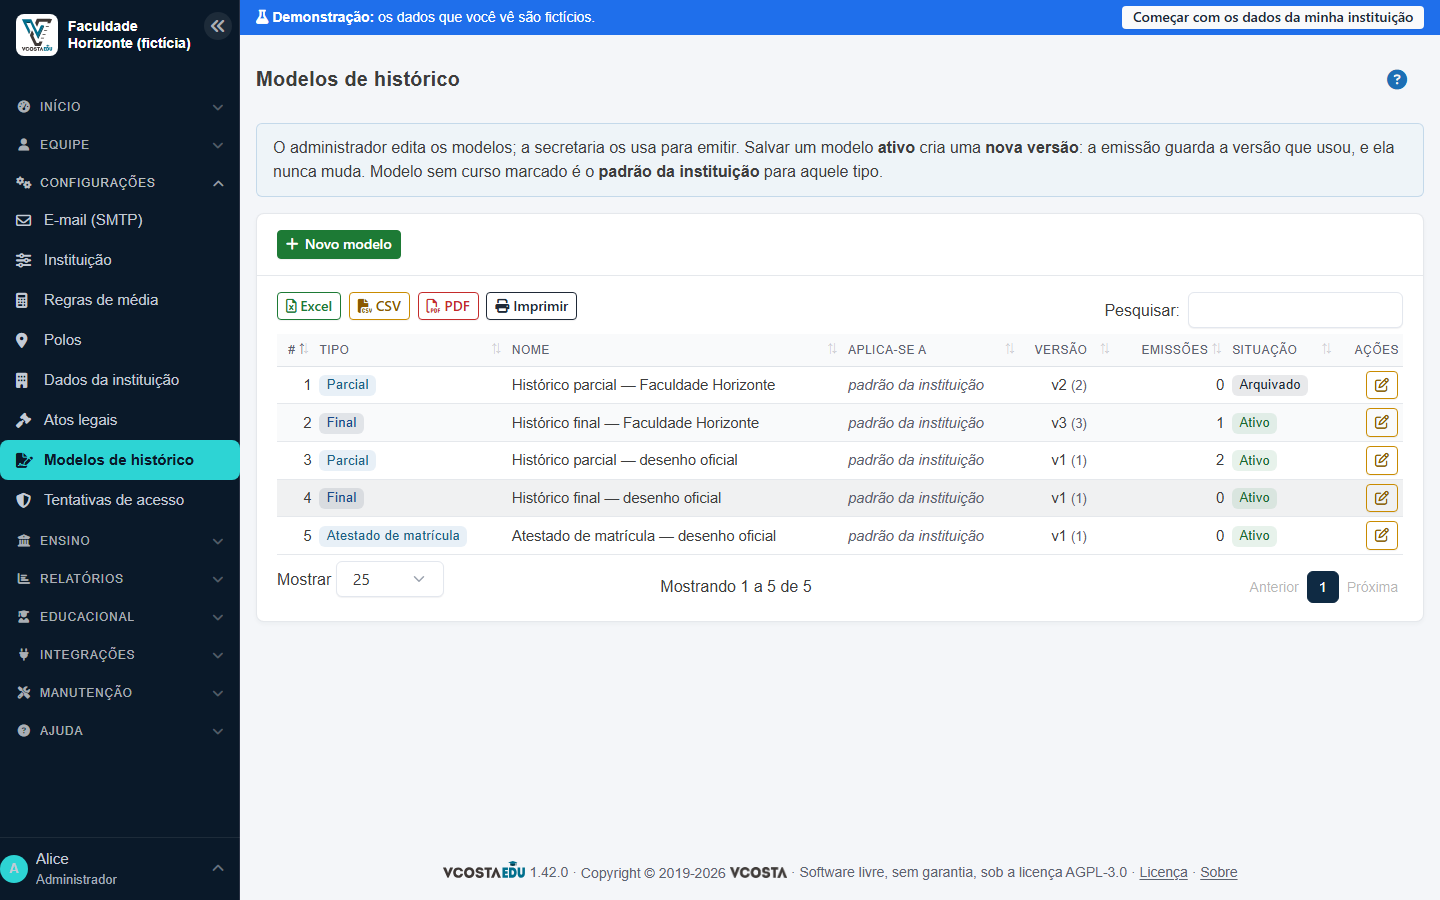 Faculdade
Horizonte (fictícia)
VCOSTAEDU
Demonstração: os dados que você vê são fictícios.
Começar com os dados da minha instituição
INÍCIO
EQUIPE
CONFIGURAÇÕES
E-mail (SMTP)
Instituição
Regras de média
Polos
Dados da instituição
Atos legais
Modelos de histórico
Tentativas de acesso
ENSINO
RELATÓRIOS
EDUCACIONAL
INTEGRAÇÕES
MANUTENÇÃO
AJUDA
A
Alice
Administrador
Modelos de histórico
?
O administrador edita os modelos; a secretaria os usa para emitir. Salvar um modelo ativo cria uma nova versão: a emissão guarda a versão que usou, e ela
nunca muda. Modelo sem curso marcado é o padrão da instituição para aquele tipo.
+ Novo modelo
Excel CSV PDF Imprimir
Pesquisar:
# TIPO NOME APLICA-SE A VERSÃO EMISSÕES SITUAÇÃO AÇÕES
1 Parcial Histórico parcial — Faculdade Horizonte padrão da instituição v2 (2) 0 Arquivado
2 Final Histórico final — Faculdade Horizonte padrão da instituição v3 (3) 1 Ativo
3 Parcial Histórico parcial — desenho oficial padrão da instituição v1 (1) 2 Ativo
4 Final Histórico final — desenho oficial padrão da instituição v1 (1) 0 Ativo
5 Atestado de matrícula Atestado de matrícula — desenho oficial padrão da instituição v1 (1) 0 Ativo
Mostrar 25
Mostrando 1 a 5 de 5
Anterior 1 Próxima
VCOSTAEDU 1.42.0 · Copyright © 2019-2026 VCOSTA · Software livre, sem garantia, sob a licença AGPL-3.0 · Licença · Sobre